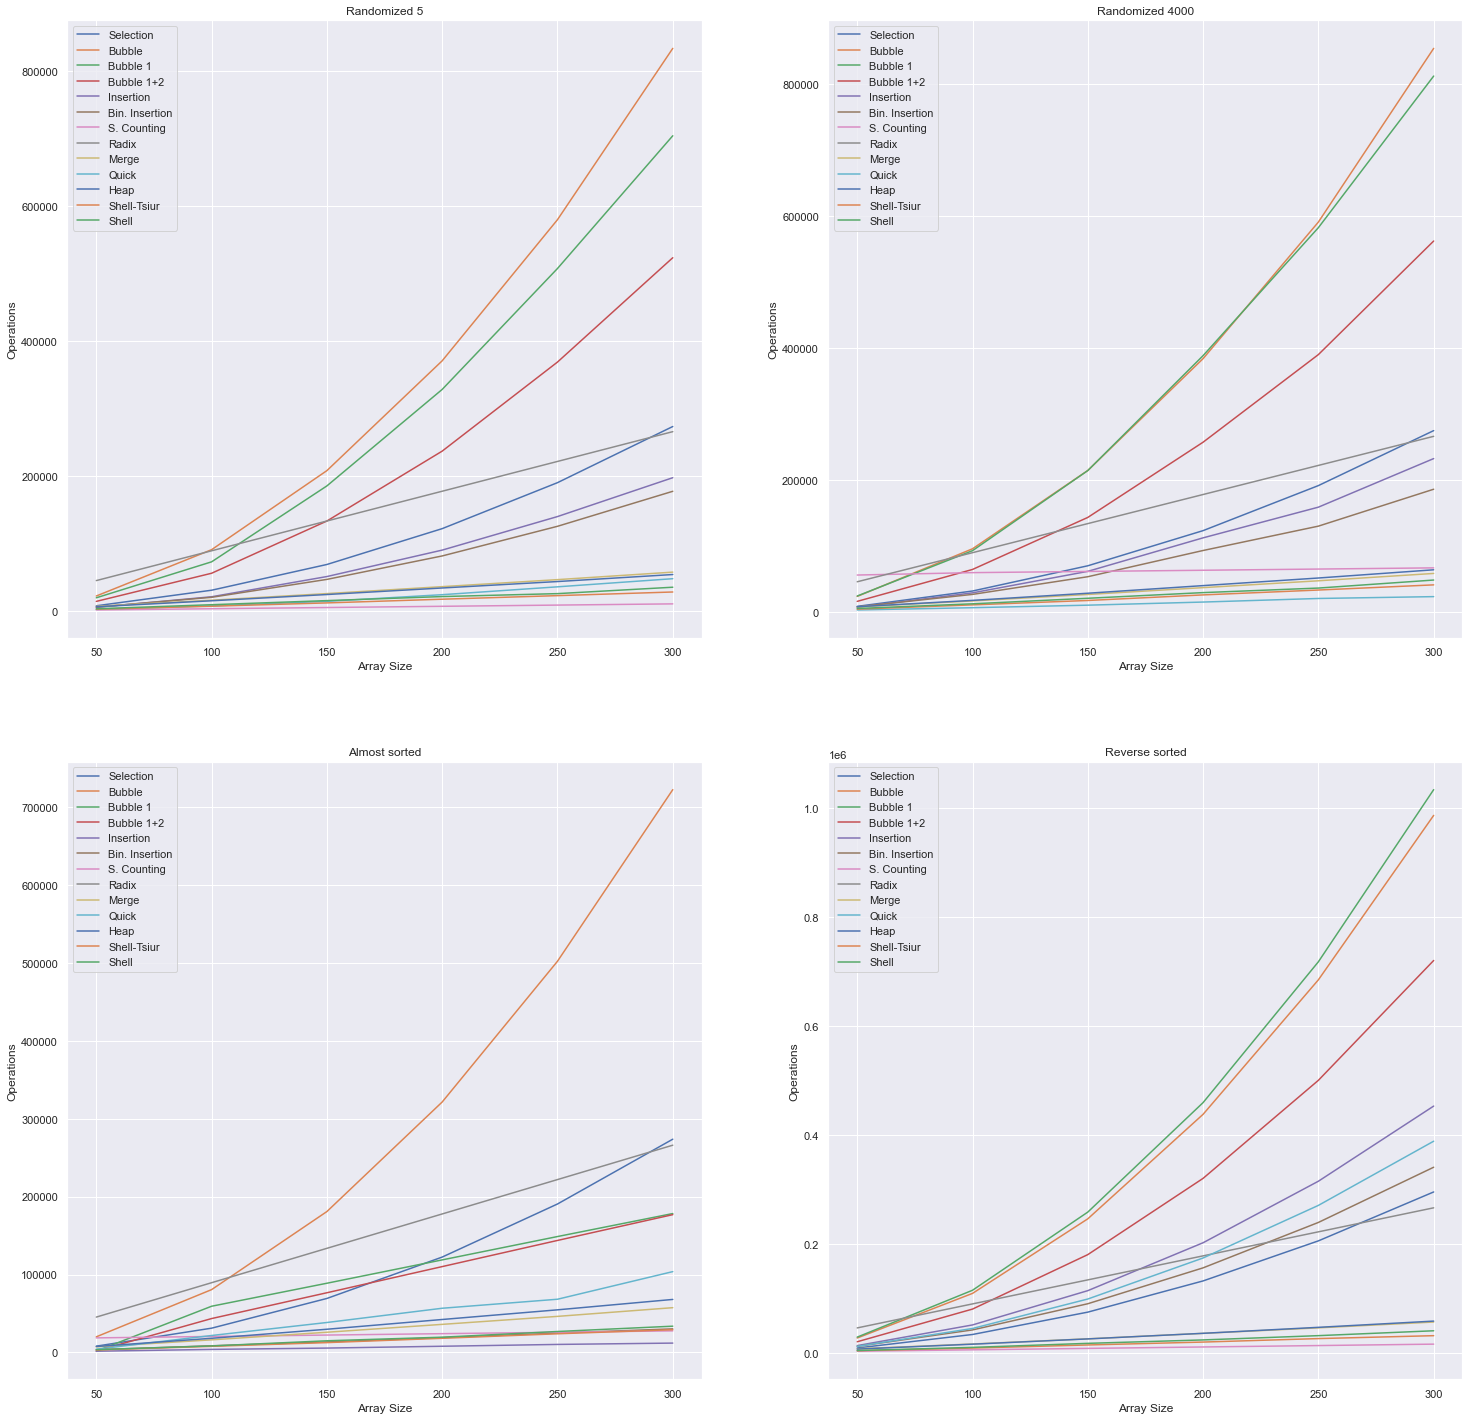 Randomized 5
800000
600000
400000
200000
0
Operations
50 100 150 200 250 300
Array Size
Selection
Bubble
Bubble 1
Bubble 1+2
Insertion
Bin. Insertion
S. Counting
Radix
Merge
Quick
Heap
Shell-Tsiur
Shell
Randomized 4000
800000
600000
400000
200000
0
Operations
50 100 150 200 250 300
Array Size
Selection
Bubble
Bubble 1
Bubble 1+2
Insertion
Bin. Insertion
S. Counting
Radix
Merge
Quick
Heap
Shell-Tsiur
Shell
Almost sorted
700000
600000
500000
400000
300000
200000
100000
0
Operations
50 100 150 200 250 300
Array Size
Selection
Bubble
Bubble 1
Bubble 1+2
Insertion
Bin. Insertion
S. Counting
Radix
Merge
Quick
Heap
Shell-Tsiur
Shell
Reverse sorted
1e6
1.0
0.8
0.6
0.4
0.2
0.0
Operations
50 100 150 200 250 300
Array Size
Selection
Bubble
Bubble 1
Bubble 1+2
Insertion
Bin. Insertion
S. Counting
Radix
Merge
Quick
Heap
Shell-Tsiur
Shell